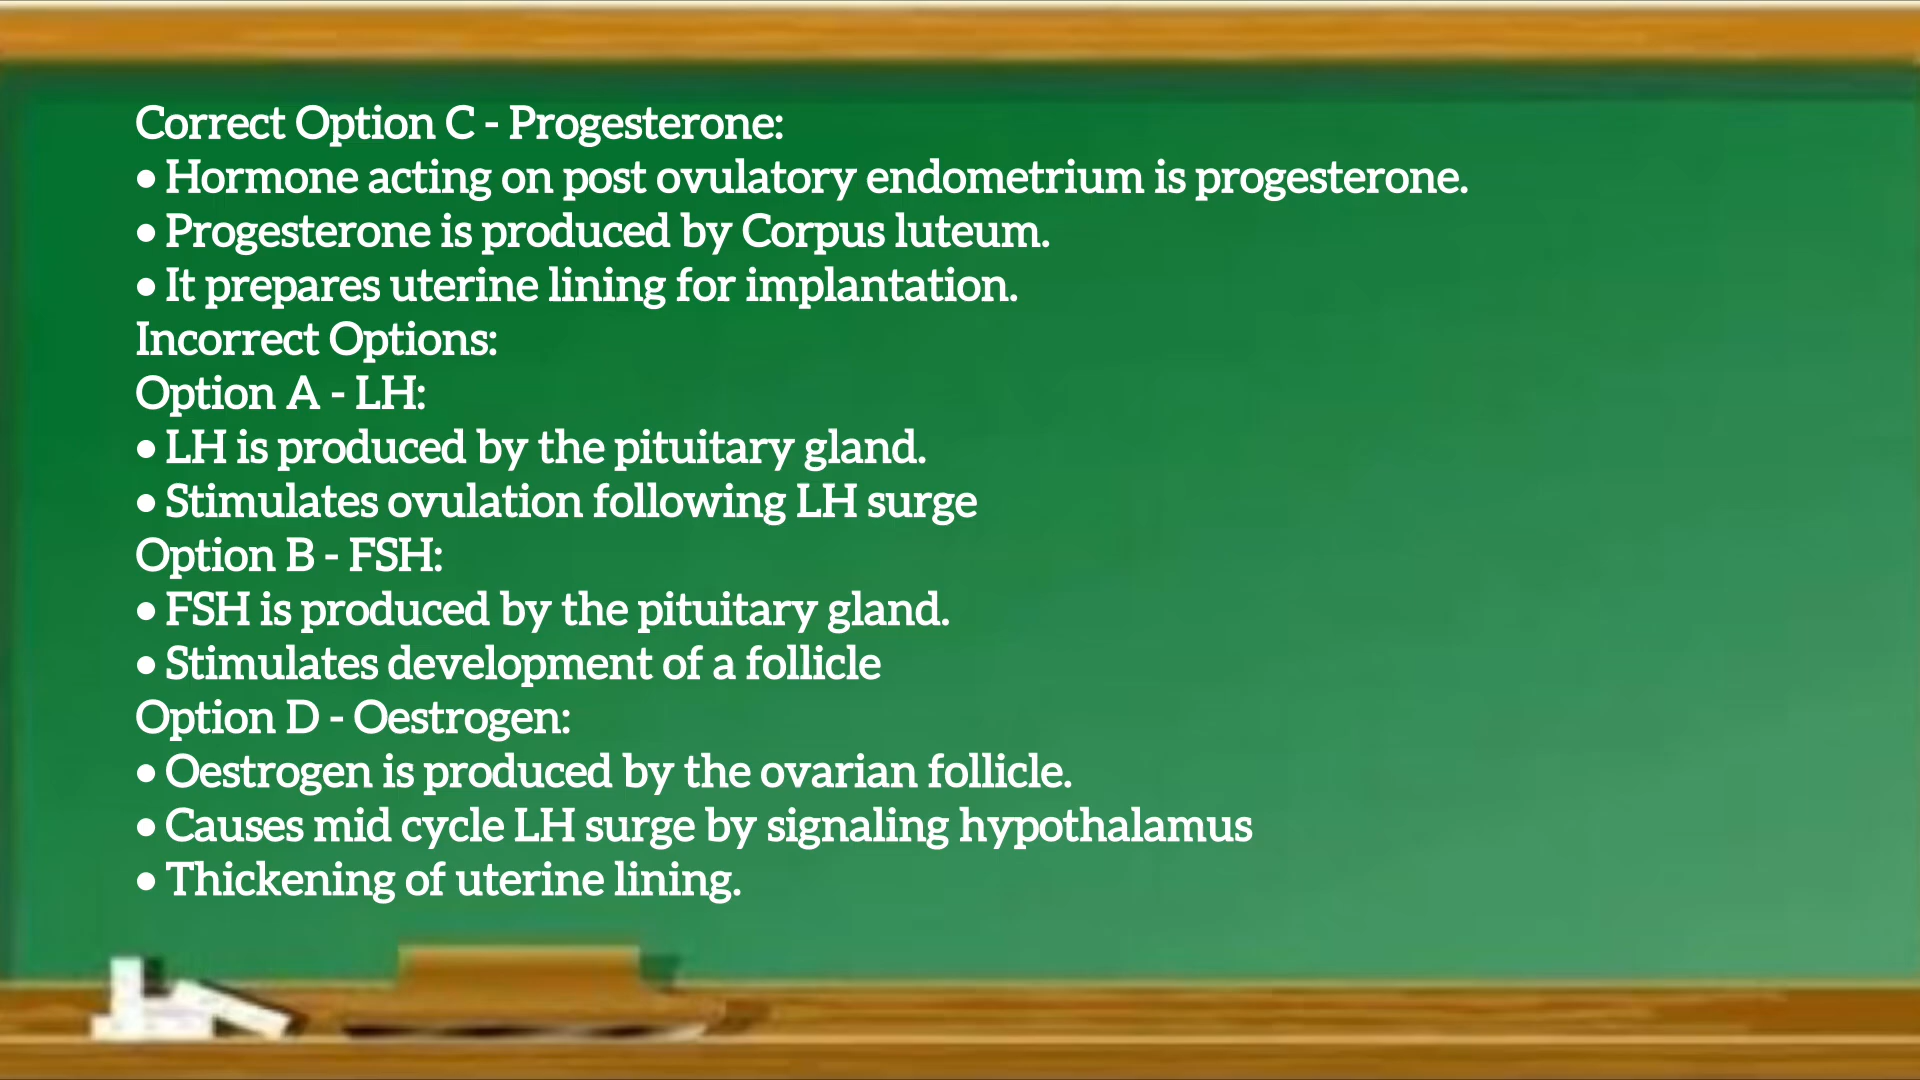 Correct Option C - Progesterone:
• Hormone acting on post ovulatory endometrium is progesterone.
• Progesterone is produced by Corpus luteum.
• It prepares uterine lining for implantation.
Incorrect Options:
Option A - LH:
• LH is produced by the pituitary gland.
• Stimulates ovulation following LH surge
Option B - FSH:
• FSH is produced by the pituitary gland.
• Stimulates development of a follicle
Option D - Oestrogen:
• Oestrogen is produced by the ovarian follicle.
• Causes mid cycle LH surge by signaling hypothalamus
• Thickening of uterine lining.